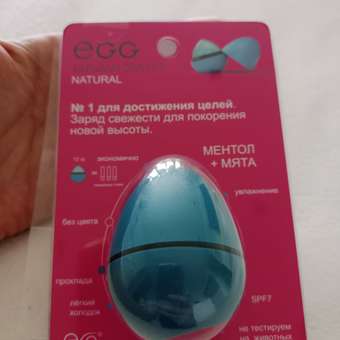 egg
NATURAL
№ 1 для достижения целей.
Заряд свежести для покорения
новой высоты.
12 г.
ЭКОНОМИЧНО
МЕНТОЛ
+ МЯТА
увлажнение
без цвета
прохлада
лёгкий
холодок
SPF7
не тестируем
на животных